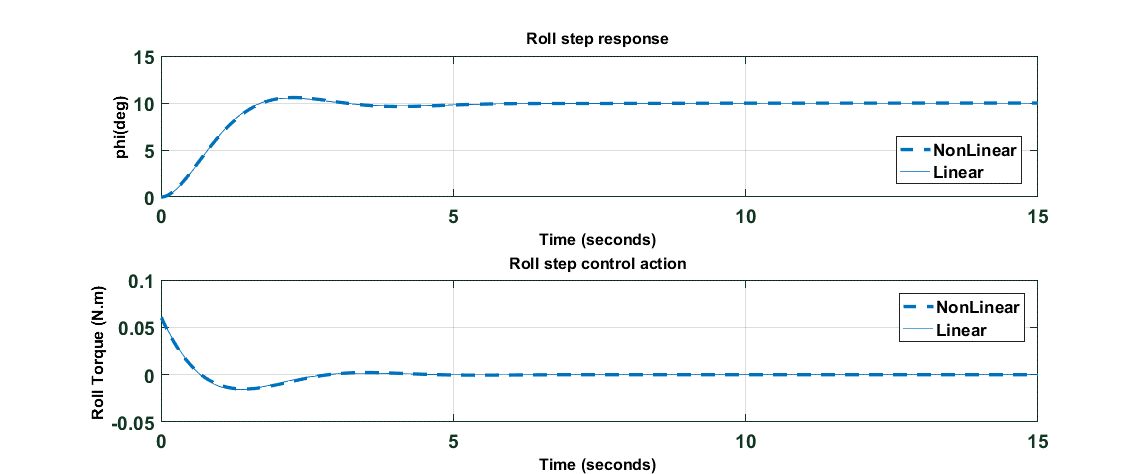 Roll step response
15
10
5
0
phi(deg)
NonLinear
Linear
0 5 10 15
Time (seconds)
Roll step control action
0.1
0.05
0
-0.05
Roll Torque (N.m)
NonLinear
Linear
0 5 10 15
Time (seconds)